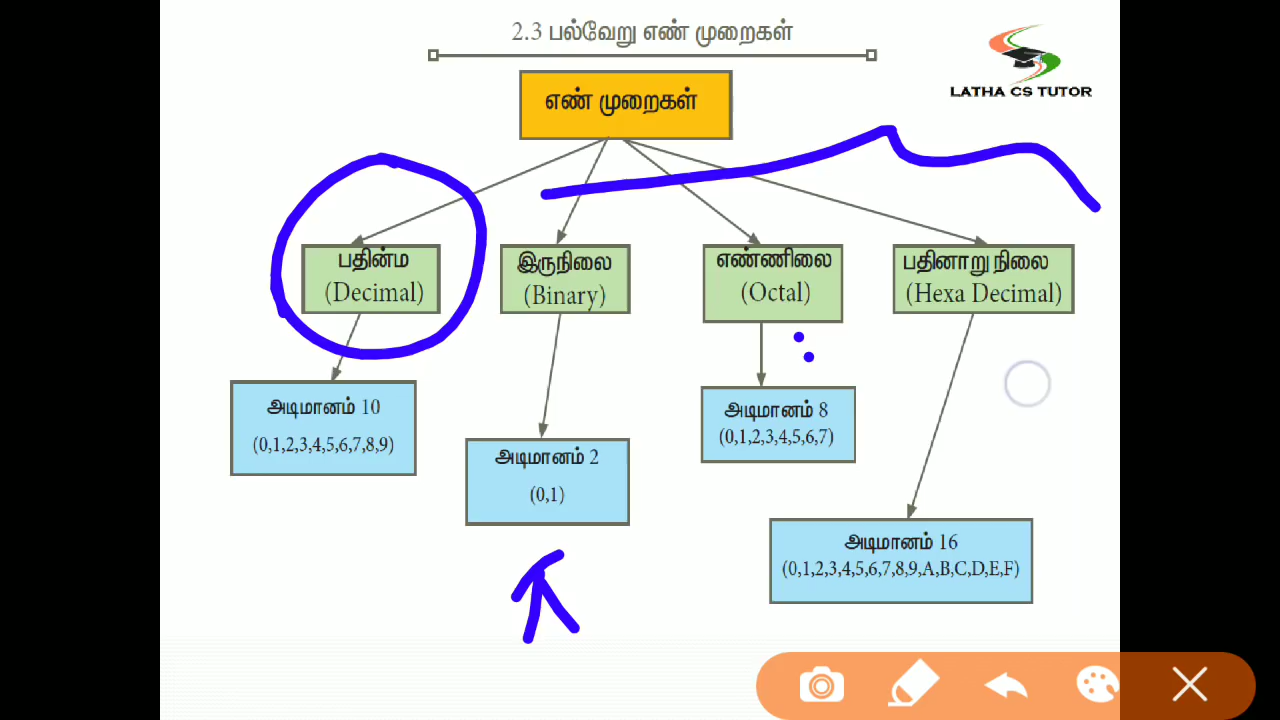 2.3 பல்வேறு எண் முறைகள்
LATHA CS TUTOR
எண் முறைகள்
பதின்ம
(Decimal)
இருநிலை
(Binary)
எண்ணிலை
(Octal)
பதினாறு நிலை
(Hexa Decimal)
அடிமானம் 10
(0,1,2,3,4,5,6,7,8,9)
அடிமானம் 2
(0,1)
அடிமானம் 8
(0,1,2,3,4,5,6,7)
அடிமானம் 16
(0,1,2,3,4,5,6,7,8,9,A,B,C,D,E,F)